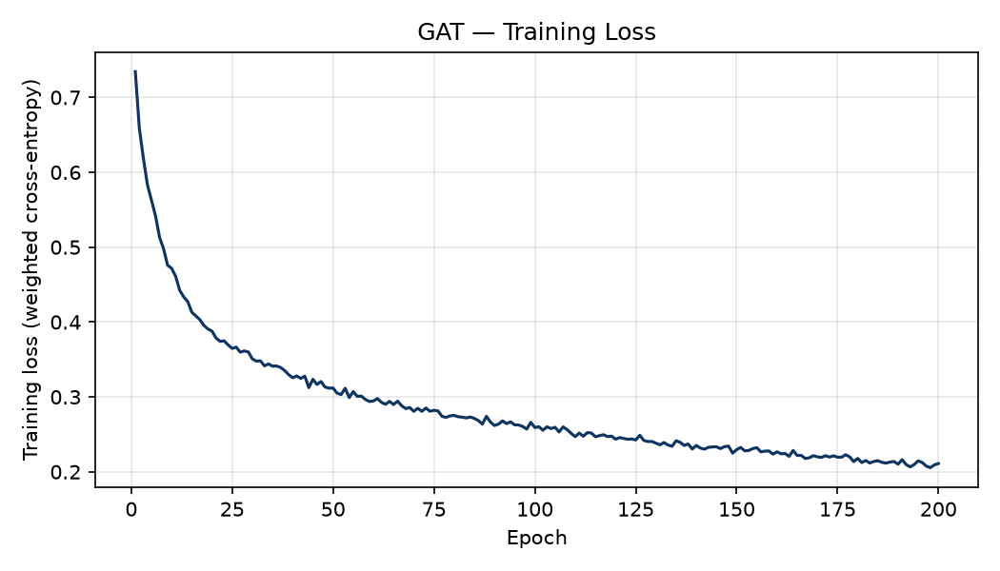 GAT — Training Loss
Training loss (weighted cross-entropy)
0.7
0.6
0.5
0.4
0.3
0.2
0 25 50 75 100 125 150 175 200
Epoch